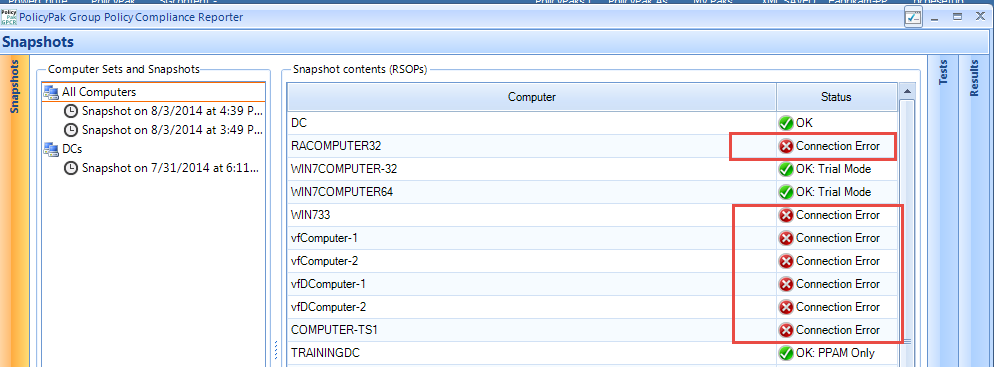 PolicyPak Group Policy Compliance Reporter
Snapshots
Snapshots
Computer Sets and Snapshots
All Computers
Snapshot on 8/3/2014 at 4:39 P...
Snapshot on 8/3/2014 at 3:49 P...
DCs
Snapshot on 7/31/2014 at 6:11...
Snapshot contents (RSOPs)
Computer Status
DC OK
RACOMPUTER32 Connection Error
WIN7COMPUTER-32 OK: Trial Mode
WIN7COMPUTER64 OK: Trial Mode
WIN733 Connection Error
vfComputer-1 Connection Error
vfComputer-2 Connection Error
vfDComputer-1 Connection Error
vfDComputer-2 Connection Error
COMPUTER-TS1 Connection Error
TRAININGDC OK: PPAM Only
Tests
Results